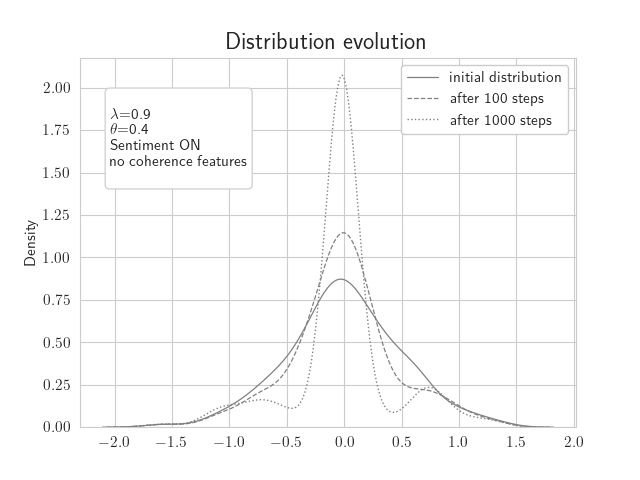 Distribution evolution
initial distribution
after 100 steps
after 1000 steps
λ=0.9
θ=0.4
Sentiment ON
no coherence features
Density
2.00
1.75
1.50
1.25
1.00
0.75
0.50
0.25
0.00
−2.0 −1.5 −1.0 −0.5 0.0 0.5 1.0 1.5 2.0